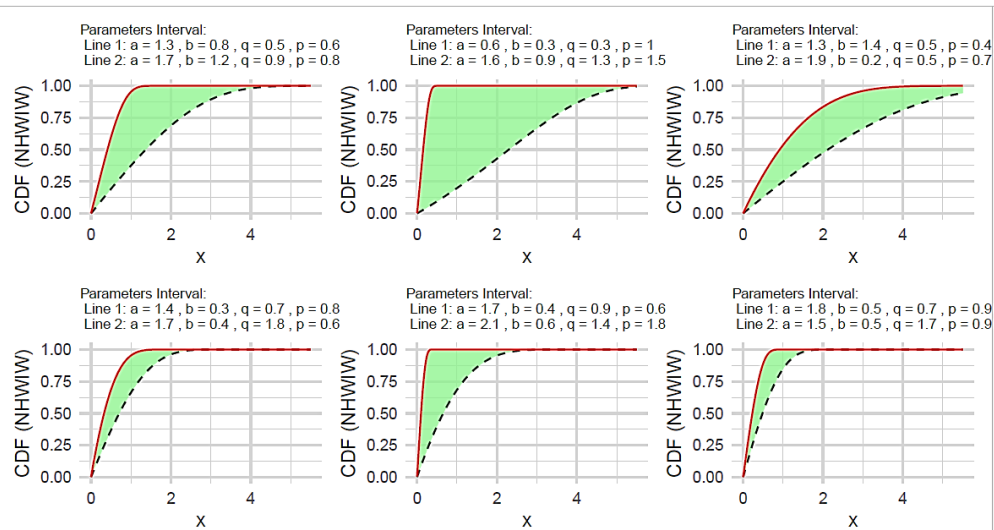 Parameters Interval:
Line 1: a = 1.3 , b = 0.8 , q = 0.5 , p = 0.6
Line 2: a = 1.7 , b = 1.2 , q = 0.9 , p = 0.8
CDF (NHWIW)
1.00
0.75
0.50
0.25
0.00
0 2 4
X
Parameters Interval:
Line 1: a = 0.6 , b = 0.3 , q = 0.3 , p = 1
Line 2: a = 1.6 , b = 0.9 , q = 1.3 , p = 1.5
CDF (NHWIW)
1.00
0.75
0.50
0.25
0.00
0 2 4
X
Parameters Interval:
Line 1: a = 1.3 , b = 1.4 , q = 0.5 , p = 0.4
Line 2: a = 1.9 , b = 0.2 , q = 0.5 , p = 0.7
CDF (NHWIW)
1.00
0.75
0.50
0.25
0.00
0 2 4
X
Parameters Interval:
Line 1: a = 1.4 , b = 0.3 , q = 0.7 , p = 0.8
Line 2: a = 1.7 , b = 0.4 , q = 1.8 , p = 0.6
CDF (NHWIW)
1.00
0.75
0.50
0.25
0.00
0 2 4
X
Parameters Interval:
Line 1: a = 1.7 , b = 0.4 , q = 0.9 , p = 0.6
Line 2: a = 2.1 , b = 0.6 , q = 1.4 , p = 1.8
CDF (NHWIW)
1.00
0.75
0.50
0.25
0.00
0 2 4
X
Parameters Interval:
Line 1: a = 1.8 , b = 0.5 , q = 0.7 , p = 0.9
Line 2: a = 1.5 , b = 0.5 , q = 1.7 , p = 0.9
CDF (NHWIW)
1.00
0.75
0.50
0.25
0.00
0 2 4
X